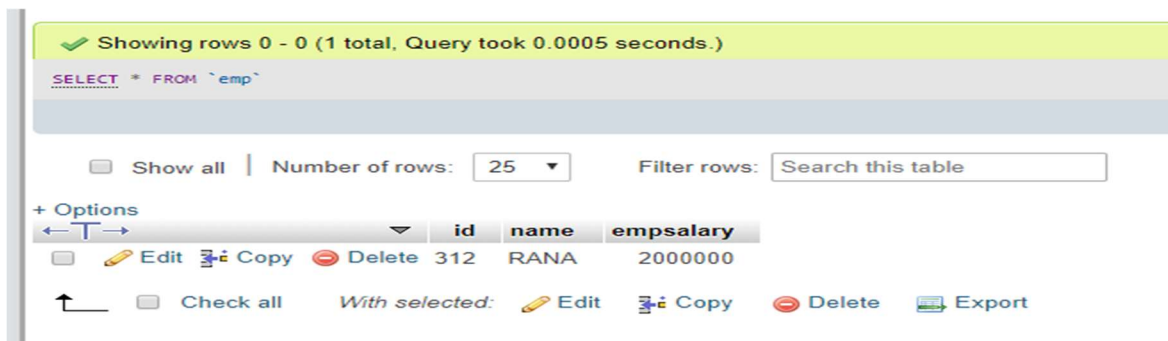 Showing rows 0 - 0 (1 total, Query took 0.0005 seconds.)
SELECT * FROM `emp`
Show all | Number of rows: 25 Filter rows: Search this table
+ Options
←T→ id name empsalary
Edit Copy Delete 312 RANA 2000000
Check all With selected: Edit Copy Delete Export